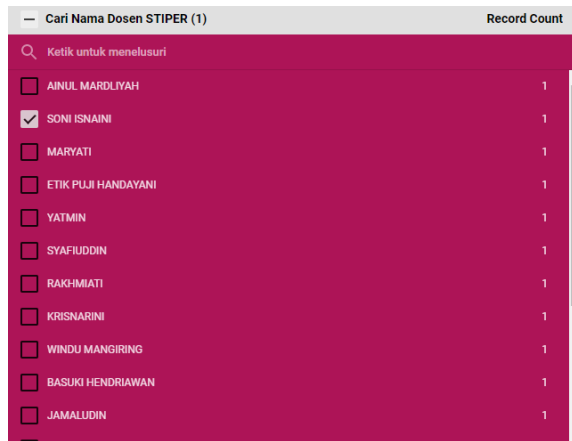 Cari Nama Dosen STIPER (1) Record Count
Ketik untuk menelusuri
AINUL MARDLIYAH 1
SONI ISNAINI 1
MARYATI 1
ETIK PUJI HANDAYANI 1
YATMIN 1
SYAFIUDDIN 1
RAKHMIATI 1
KRISNARINI 1
WINDU MANGIRING 1
BASUKI HENDRIAWAN 1
JAMALUDIN 1